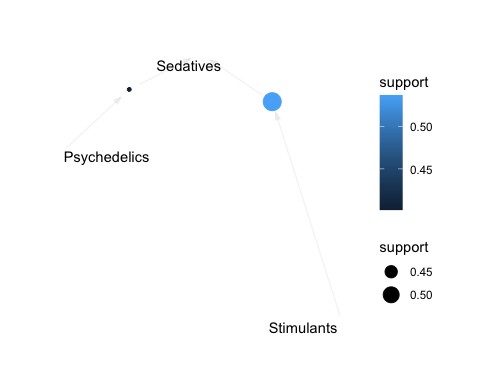 Sedatives
Psychedelics
Stimulants
support
0.50
0.45
support
0.45
0.50